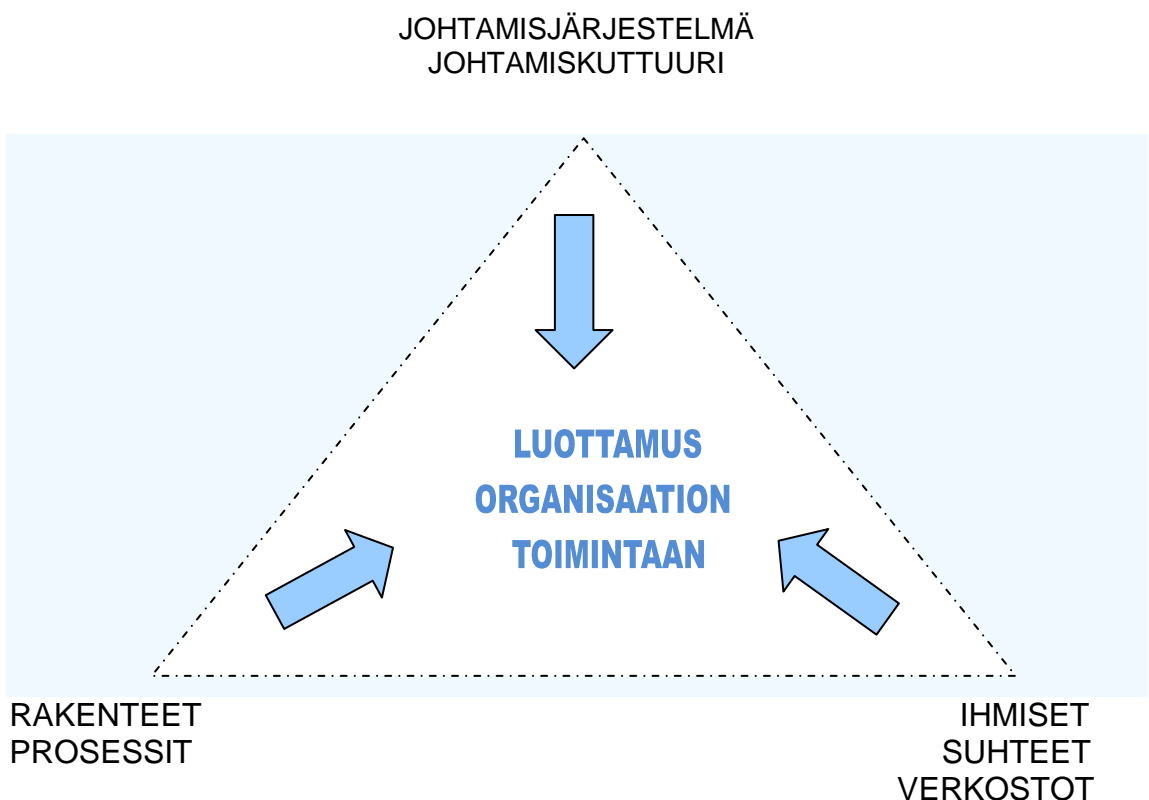 JOHTAMISJÄRJESTELMÄ
JOHTAMISKUTTUURI
LUOTTAMUS
ORGANISAATION
TOIMINTAAN
RAKENTEET
PROSESSIT
IHMISET
SUHTEET
VERKOSTOT